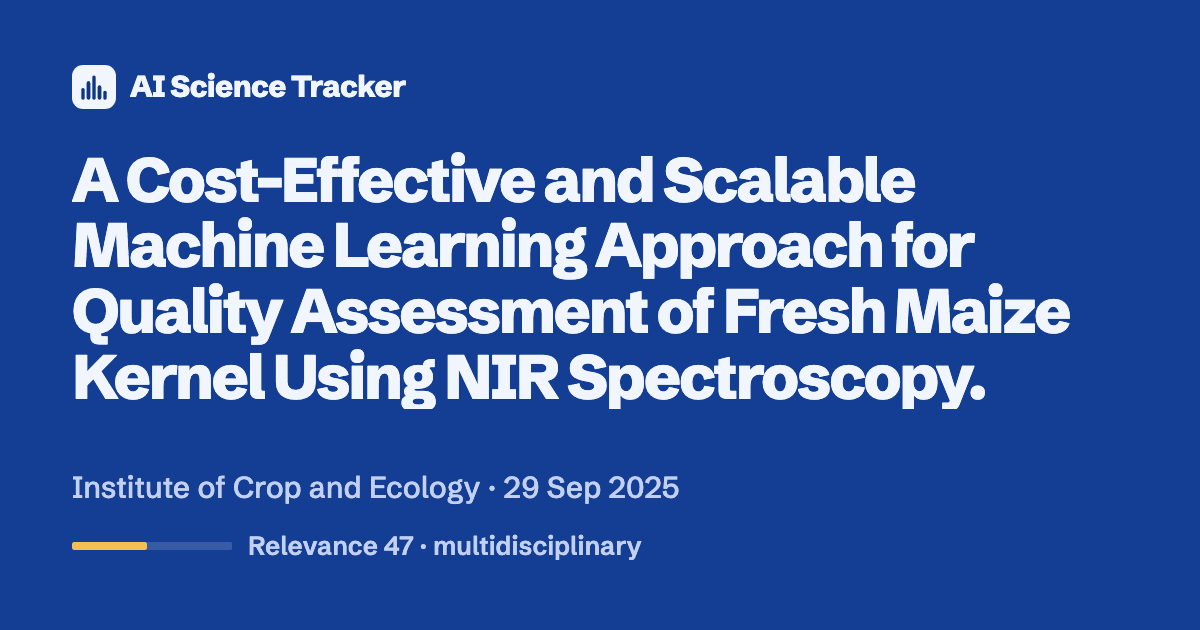 AI Science Tracker
A Cost-Effective and Scalable
Machine Learning Approach for
Quality Assessment of Fresh Maize
Kernel Using NIR Spectroscopy.
Institute of Crop and Ecology · 29 Sep 2025
Relevance 47 · multidisciplinary